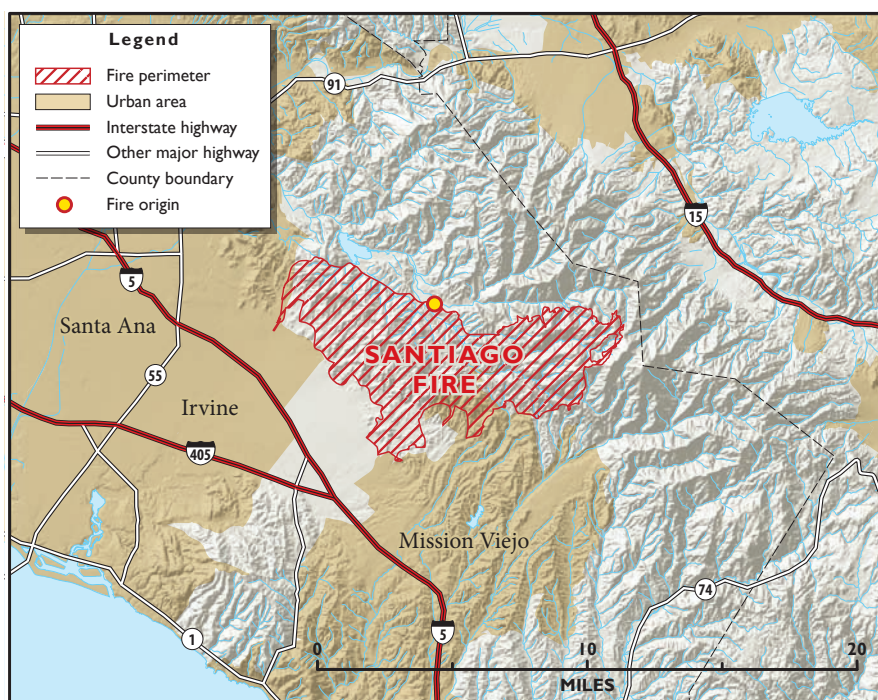 Legend
Fire perimeter
Urban area
Interstate highway
Other major highway
County boundary
Fire origin
91
15
5
Santa Ana
SANTIAGO
FIRE
55
Irvine
405
Mission Viejo
74
1
5
0 10 20
MILES